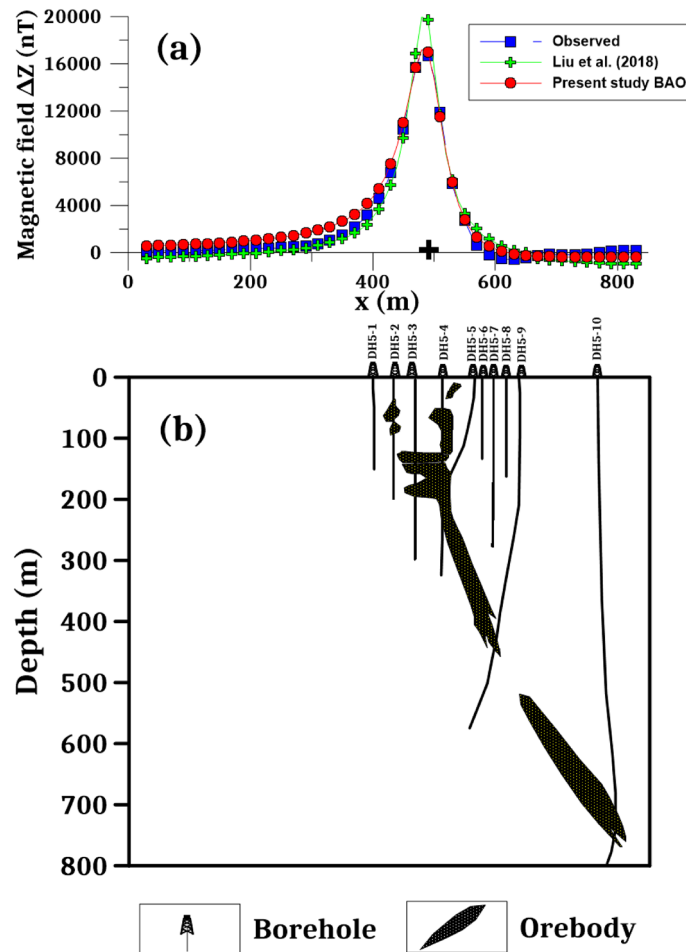 20000
(a)
Observed
16000
Liu et al. (2018)
Present study BAO
12000
8000
4000
0
Magnetic field ΔZ (nT)
0 200 400 600 800
x (m)
DH5-1 DH5-2 DH5-3 DH5-4 DH5-5 DH5-6 DH5-7 DH5-8 DH5-9 DH5-10
0
(b)
100
200
300
400
500
600
700
800
Depth (m)
Borehole Orebody